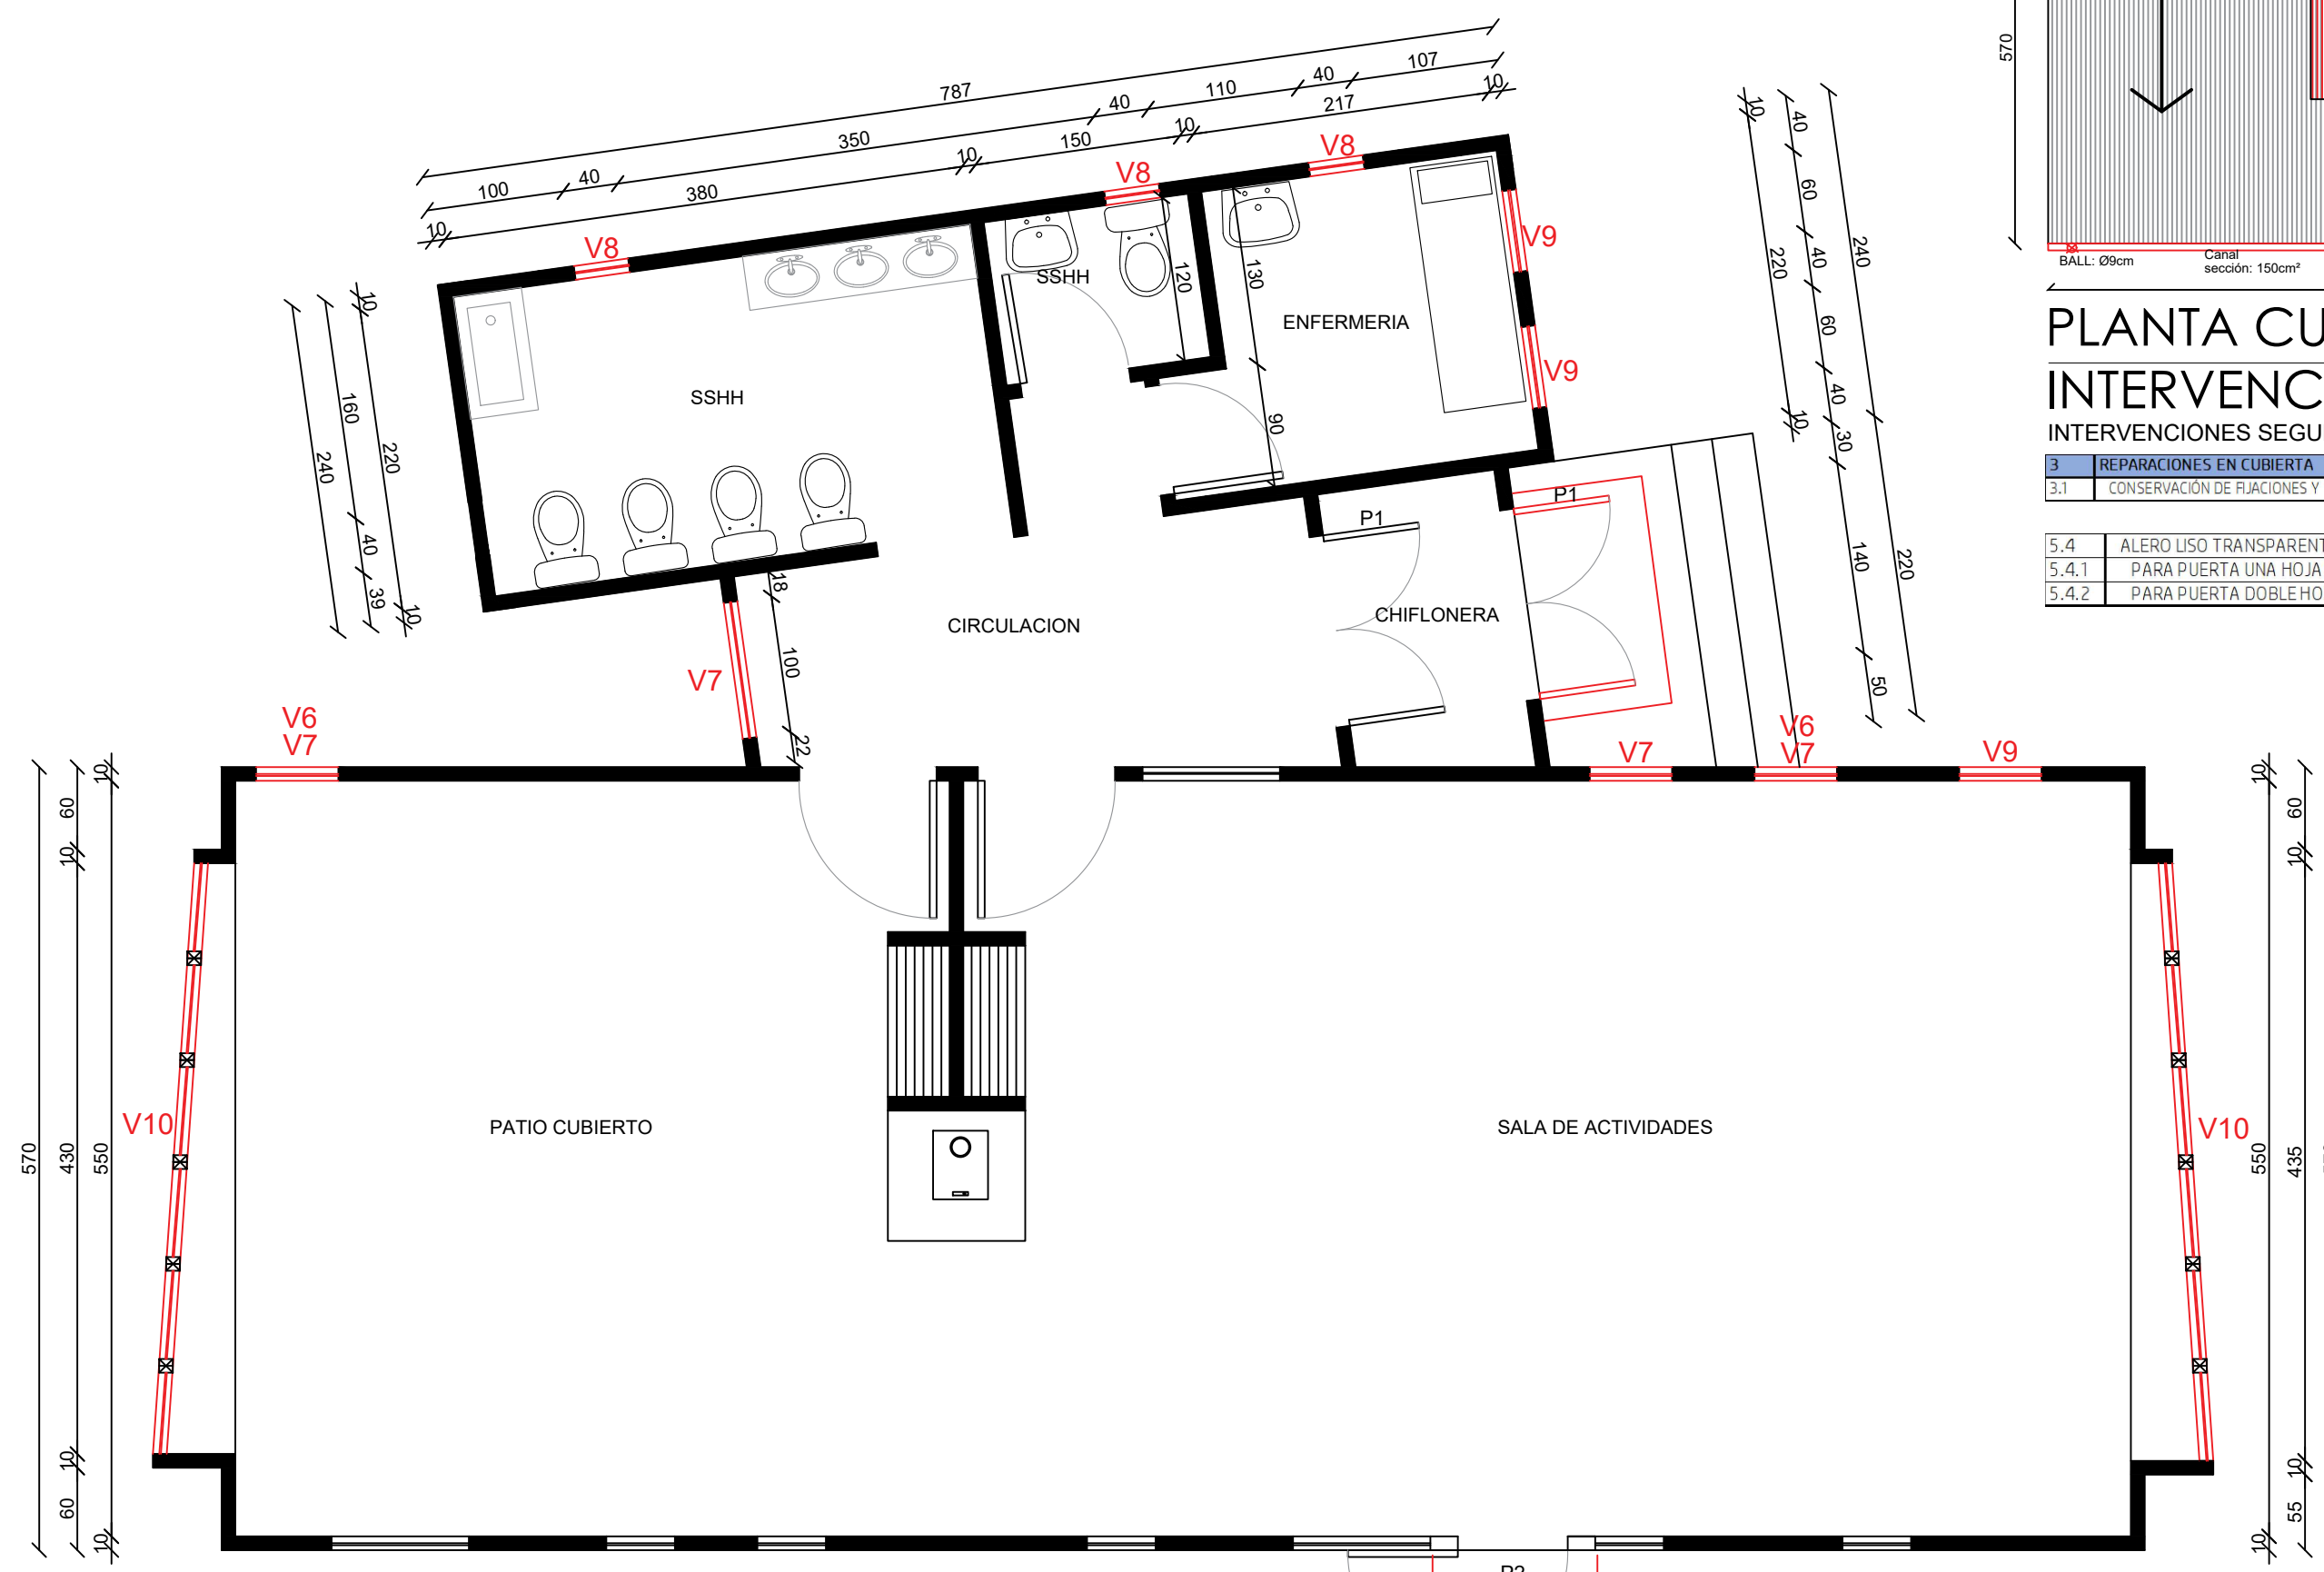 787
100
40
350
40
110
40
107
10
380
10
150
10
217
10
V8
V8
V8
V9
V9
10
40
60
40
60
40
30
140
50
220
10
240
220
570
BALL: Ø9cm
Canal
sección: 150cm²
PLANTA CU
INTERVENC
INTERVENCIONES SEGU
3 REPARACIONES EN CUBIERTA
3.1 CONSERVACIÓN DE FIJACIONES Y
5.4 ALERO LISO TRANSPARENT
5.4.1 PARA PUERTA UNA HOJA
5.4.2 PARA PUERTA DOBLE HO
240
160
40
39
10
220
10
SSHH
SSHH
120
130
90
ENFERMERIA
P1
P1
CHIFLONERA
CIRCULACION
18
100
22
V7
V6
V7
V7
V6
V7
V9
10
60
10
430
10
60
570
550
10
V10
PATIO CUBIERTO
SALA DE ACTIVIDADES
V10
10
550
10
60
10
435
10
55